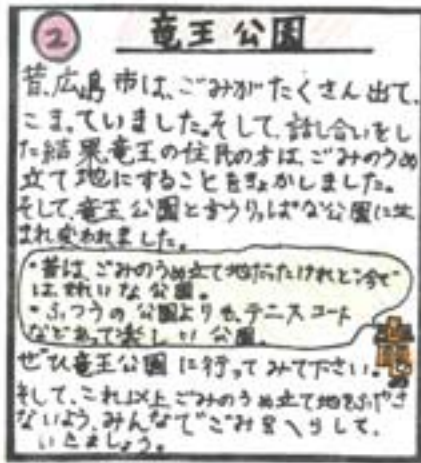 ② 竜王公園
昔、広島市は、ごみがたくさん出て、
こまっていました。そして、話し合いをし
た結果、竜王の住民の方は、ごみのうめ
立て地にすることをきょかしました。
そして、竜王公園と言うりっぱな公園に生
まれ変われました。
・昔は、ごみのうめ立て地だったけれど今で
は、きれいな公園。
・ふつうの公園よりも、テニスコート
などあって楽しい公園。
ぜひ竜王公園に行ってみて下さい。
そして、これ以上ごみのうめ立て地をふやさ
ないよう、みんなでごみをへらして、
いきましょう。